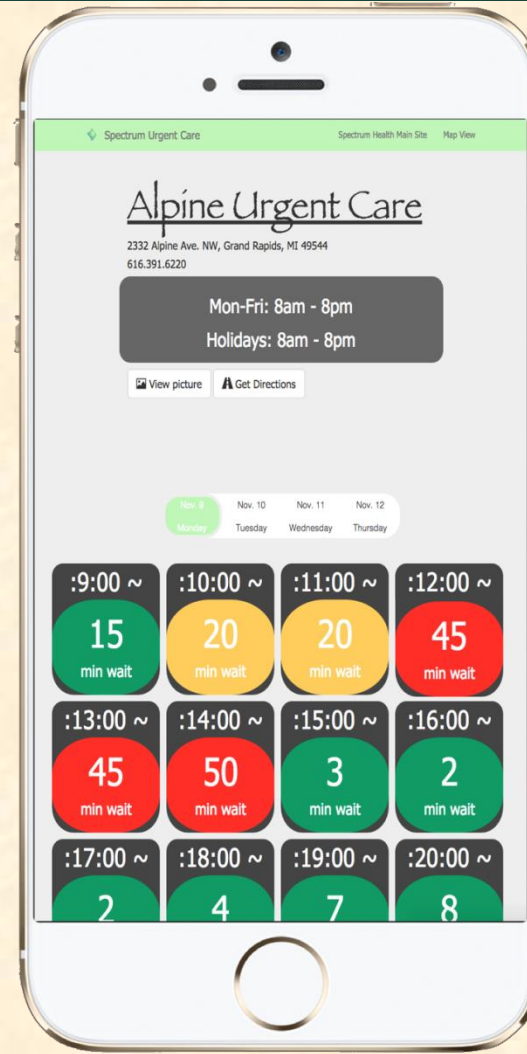 Spectrum Urgent Care Spectrum Health Main Site Map View
Alpine Urgent Care
2332 Alpine Ave. NW, Grand Rapids, MI 49544
616.391.6220
Mon-Fri: 8am - 8pm
Holidays: 8am - 8pm
View picture Get Directions
Nov. 9 Nov. 10 Nov. 11 Nov. 12
Monday Tuesday Wednesday Thursday
:9:00 ~ :10:00 ~ :11:00 ~ :12:00 ~
15 20 20 45
min wait min wait min wait min wait
:13:00 ~ :14:00 ~ :15:00 ~ :16:00 ~
45 50 3 2
min wait min wait min wait min wait
:17:00 ~ :18:00 ~ :19:00 ~ :20:00 ~
2 4 7 8